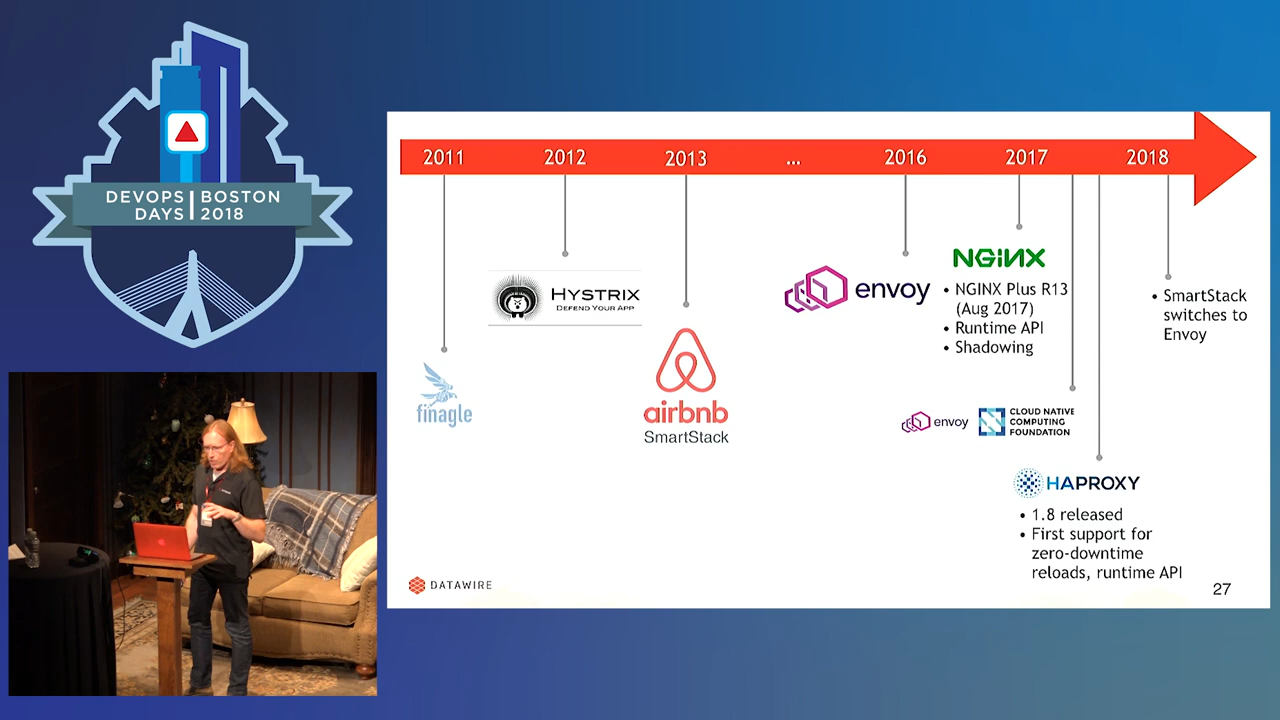 DEVOPS BOSTON
DAYS 2018
2011 2012 2013 ... 2016 2017 2018
finagle
HYSTRIX
DEFEND YOUR APP
airbnb
SmartStack
envoy
NGINX
• NGINX Plus R13
(Aug 2017)
• Runtime API
• Shadowing
envoy
CLOUD NATIVE
COMPUTING
FOUNDATION
HAPROXY
• 1.8 released
• First support for
zero-downtime
reloads, runtime API
• SmartStack
switches to
Envoy
DATAWIRE
27